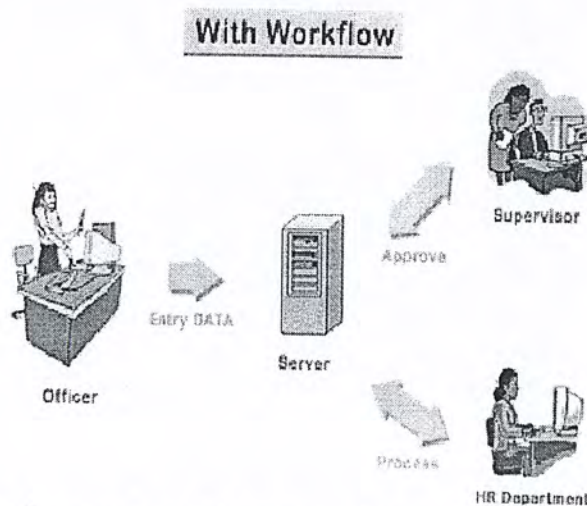 With Workflow
Supervisor
Approve
Entry DATA
Server
Officer
Process
HR Department